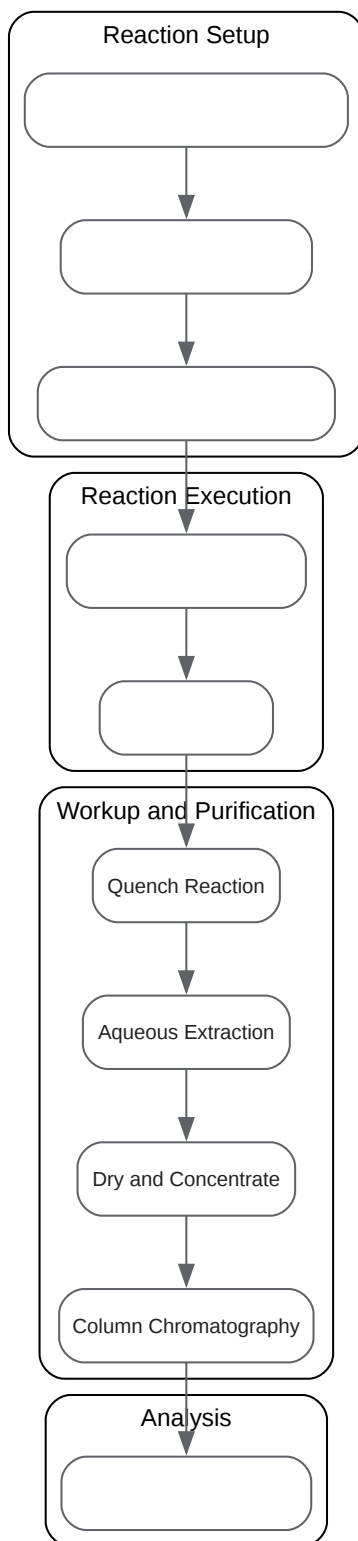 Reaction Setup
Reaction Execution
Workup and Purification
Quench Reaction
Aqueous Extraction
Dry and Concentrate
Column Chromatography
Analysis